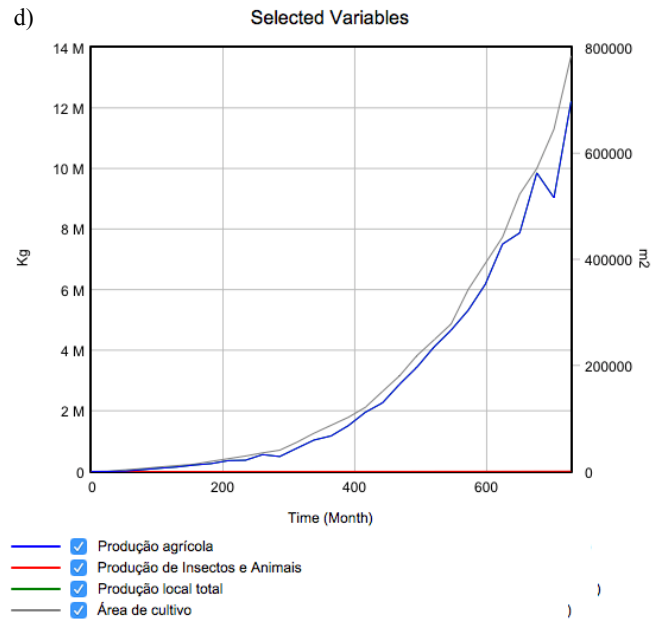 d)
Selected Variables
14 M
12 M
10 M
8 M
6 M
4 M
2 M
0
Kg
800000
600000
400000
200000
0
m2
0 200 400 600
Time (Month)
Produção agrícola
Produção de Insectos e Animais
Produção local total )
Área de cultivo )